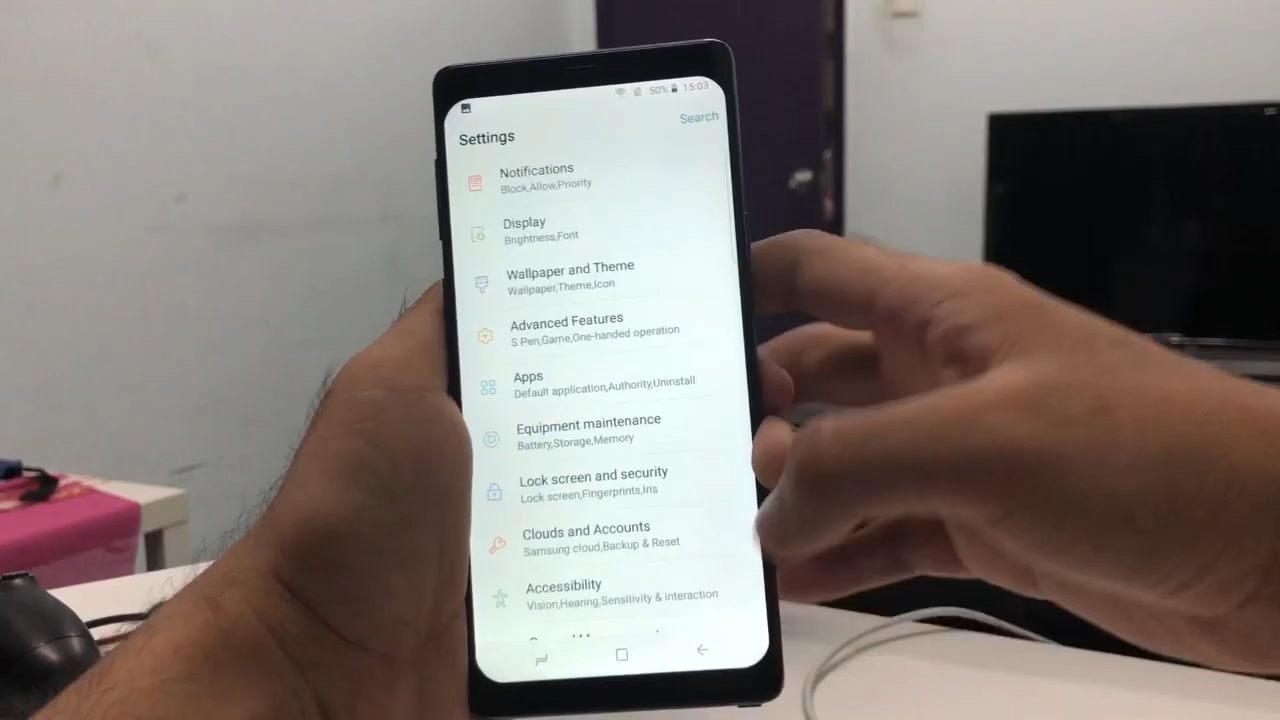 50% 15:03
Search
Settings
Notifications
Block,Allow,Priority
Display
Brightness,Font
Wallpaper and Theme
Wallpaper,Theme,Icon
Advanced Features
S Pen,Game,One-handed operation
Apps
Default application,Authority,Uninstall
Equipment maintenance
Battery,Storage,Memory
Lock screen and security
Lock screen,Fingerprints,Iris
Clouds and Accounts
Samsung cloud,Backup & Reset
Accessibility
Vision,Hearing,Sensitivity & interaction